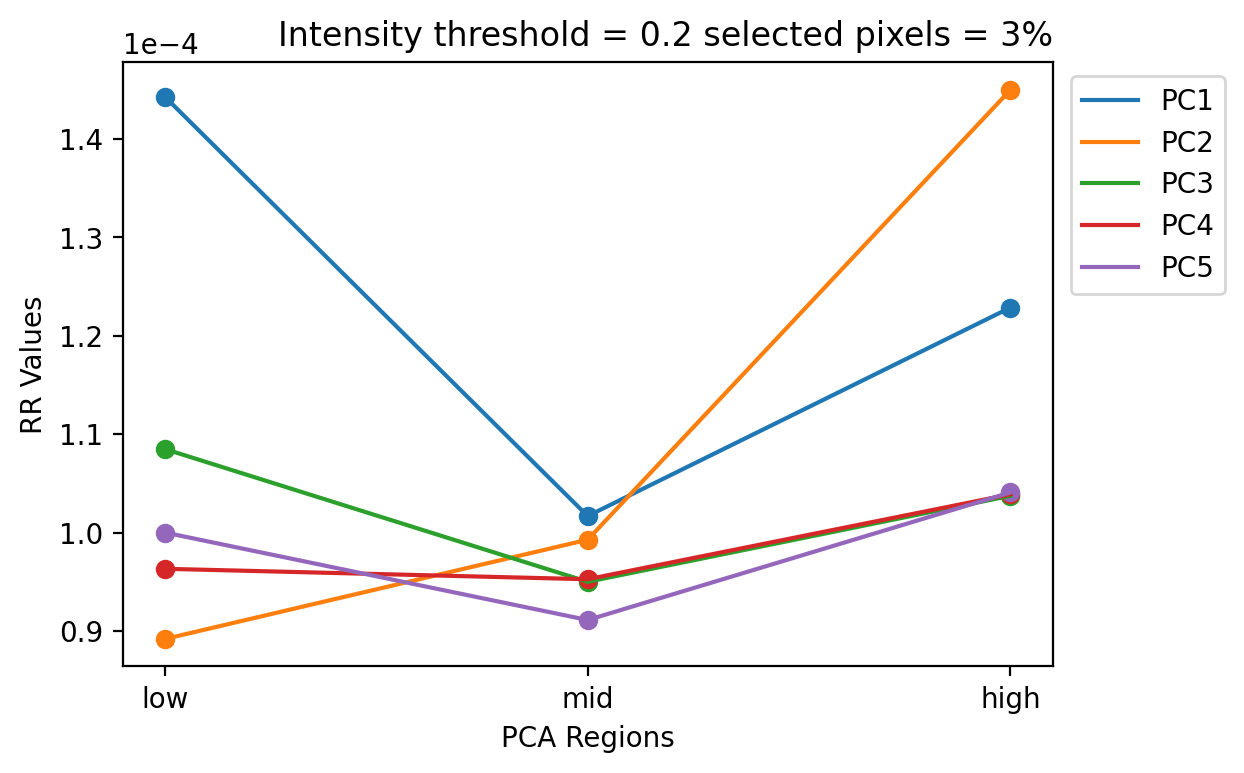 Intensity threshold = 0.2 selected pixels = 3%
1e−4
1.4
1.3
1.2
1.1
1.0
0.9
RR Values
low
mid
high
PCA Regions
PC1
PC2
PC3
PC4
PC5